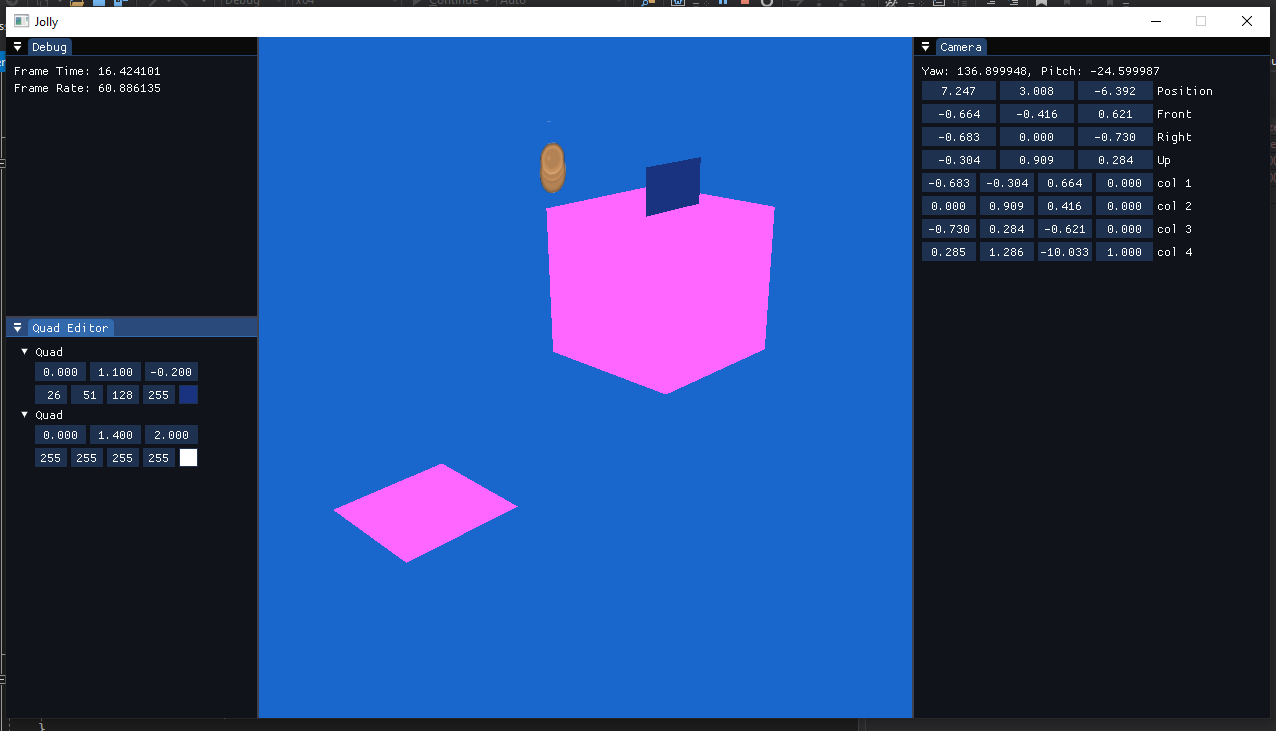 Debug x64 Continue Auto
Jolly
Debug
Frame Time: 16.424101
Frame Rate: 60.886135
Quad Editor
Quad
0.000 1.100 -0.200
26 51 128 255
Quad
0.000 1.400 2.000
255 255 255 255
Camera
Yaw: 136.899948, Pitch: -24.599987
7.247 3.008 -6.392 Position
-0.664 -0.416 0.621 Front
-0.683 0.000 -0.730 Right
-0.304 0.909 0.284 Up
-0.683 -0.304 0.664 0.000 col 1
0.000 0.909 0.416 0.000 col 2
-0.730 0.284 -0.621 0.000 col 3
0.285 1.286 -10.033 1.000 col 4
}